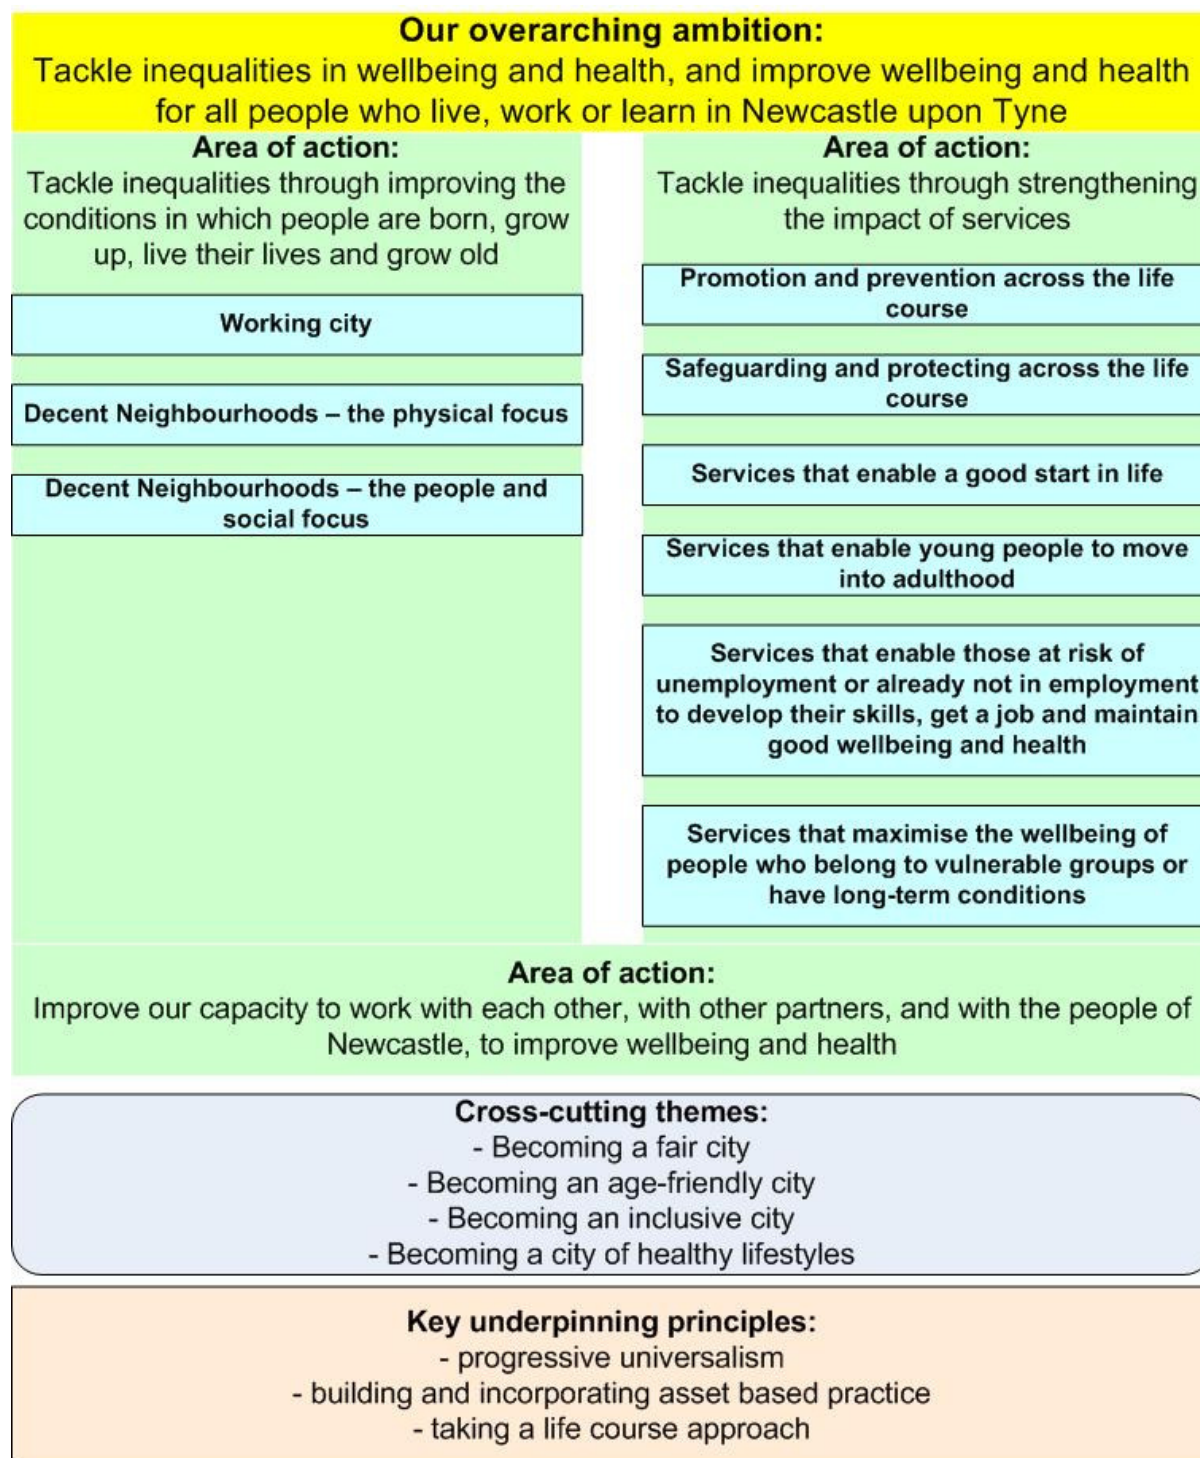 Our overarching ambition:
Tackle inequalities in wellbeing and health, and improve wellbeing and health
for all people who live, work or learn in Newcastle upon Tyne
Area of action:
Tackle inequalities through improving the
conditions in which people are born, grow
up, live their lives and grow old
Working city
Decent Neighbourhoods – the physical focus
Decent Neighbourhoods – the people and
social focus
Area of action:
Tackle inequalities through strengthening
the impact of services
Promotion and prevention across the life
course
Safeguarding and protecting across the life
course
Services that enable a good start in life
Services that enable young people to move
into adulthood
Services that enable those at risk of
unemployment or already not in employment
to develop their skills, get a job and maintain
good wellbeing and health
Services that maximise the wellbeing of
people who belong to vulnerable groups or
have long-term conditions
Area of action:
Improve our capacity to work with each other, with other partners, and with the people of
Newcastle, to improve wellbeing and health
Cross-cutting themes:
- Becoming a fair city
- Becoming an age-friendly city
- Becoming an inclusive city
- Becoming a city of healthy lifestyles
Key underpinning principles:
- progressive universalism
- building and incorporating asset based practice
- taking a life course approach